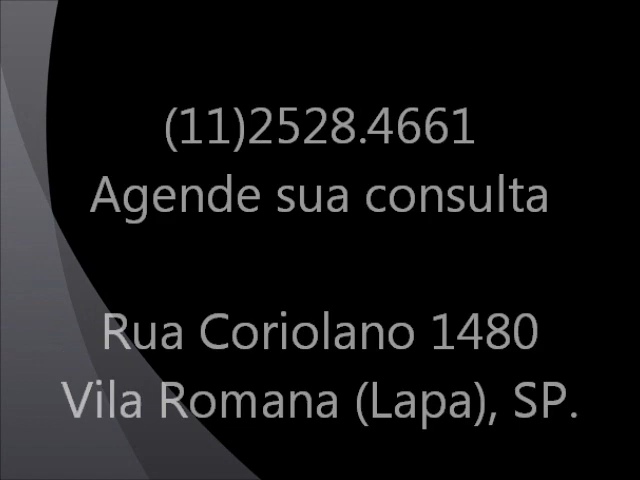 (11)2528.4661
Agende sua consulta
Rua Coriolano 1480
Vila Romana (Lapa), SP.